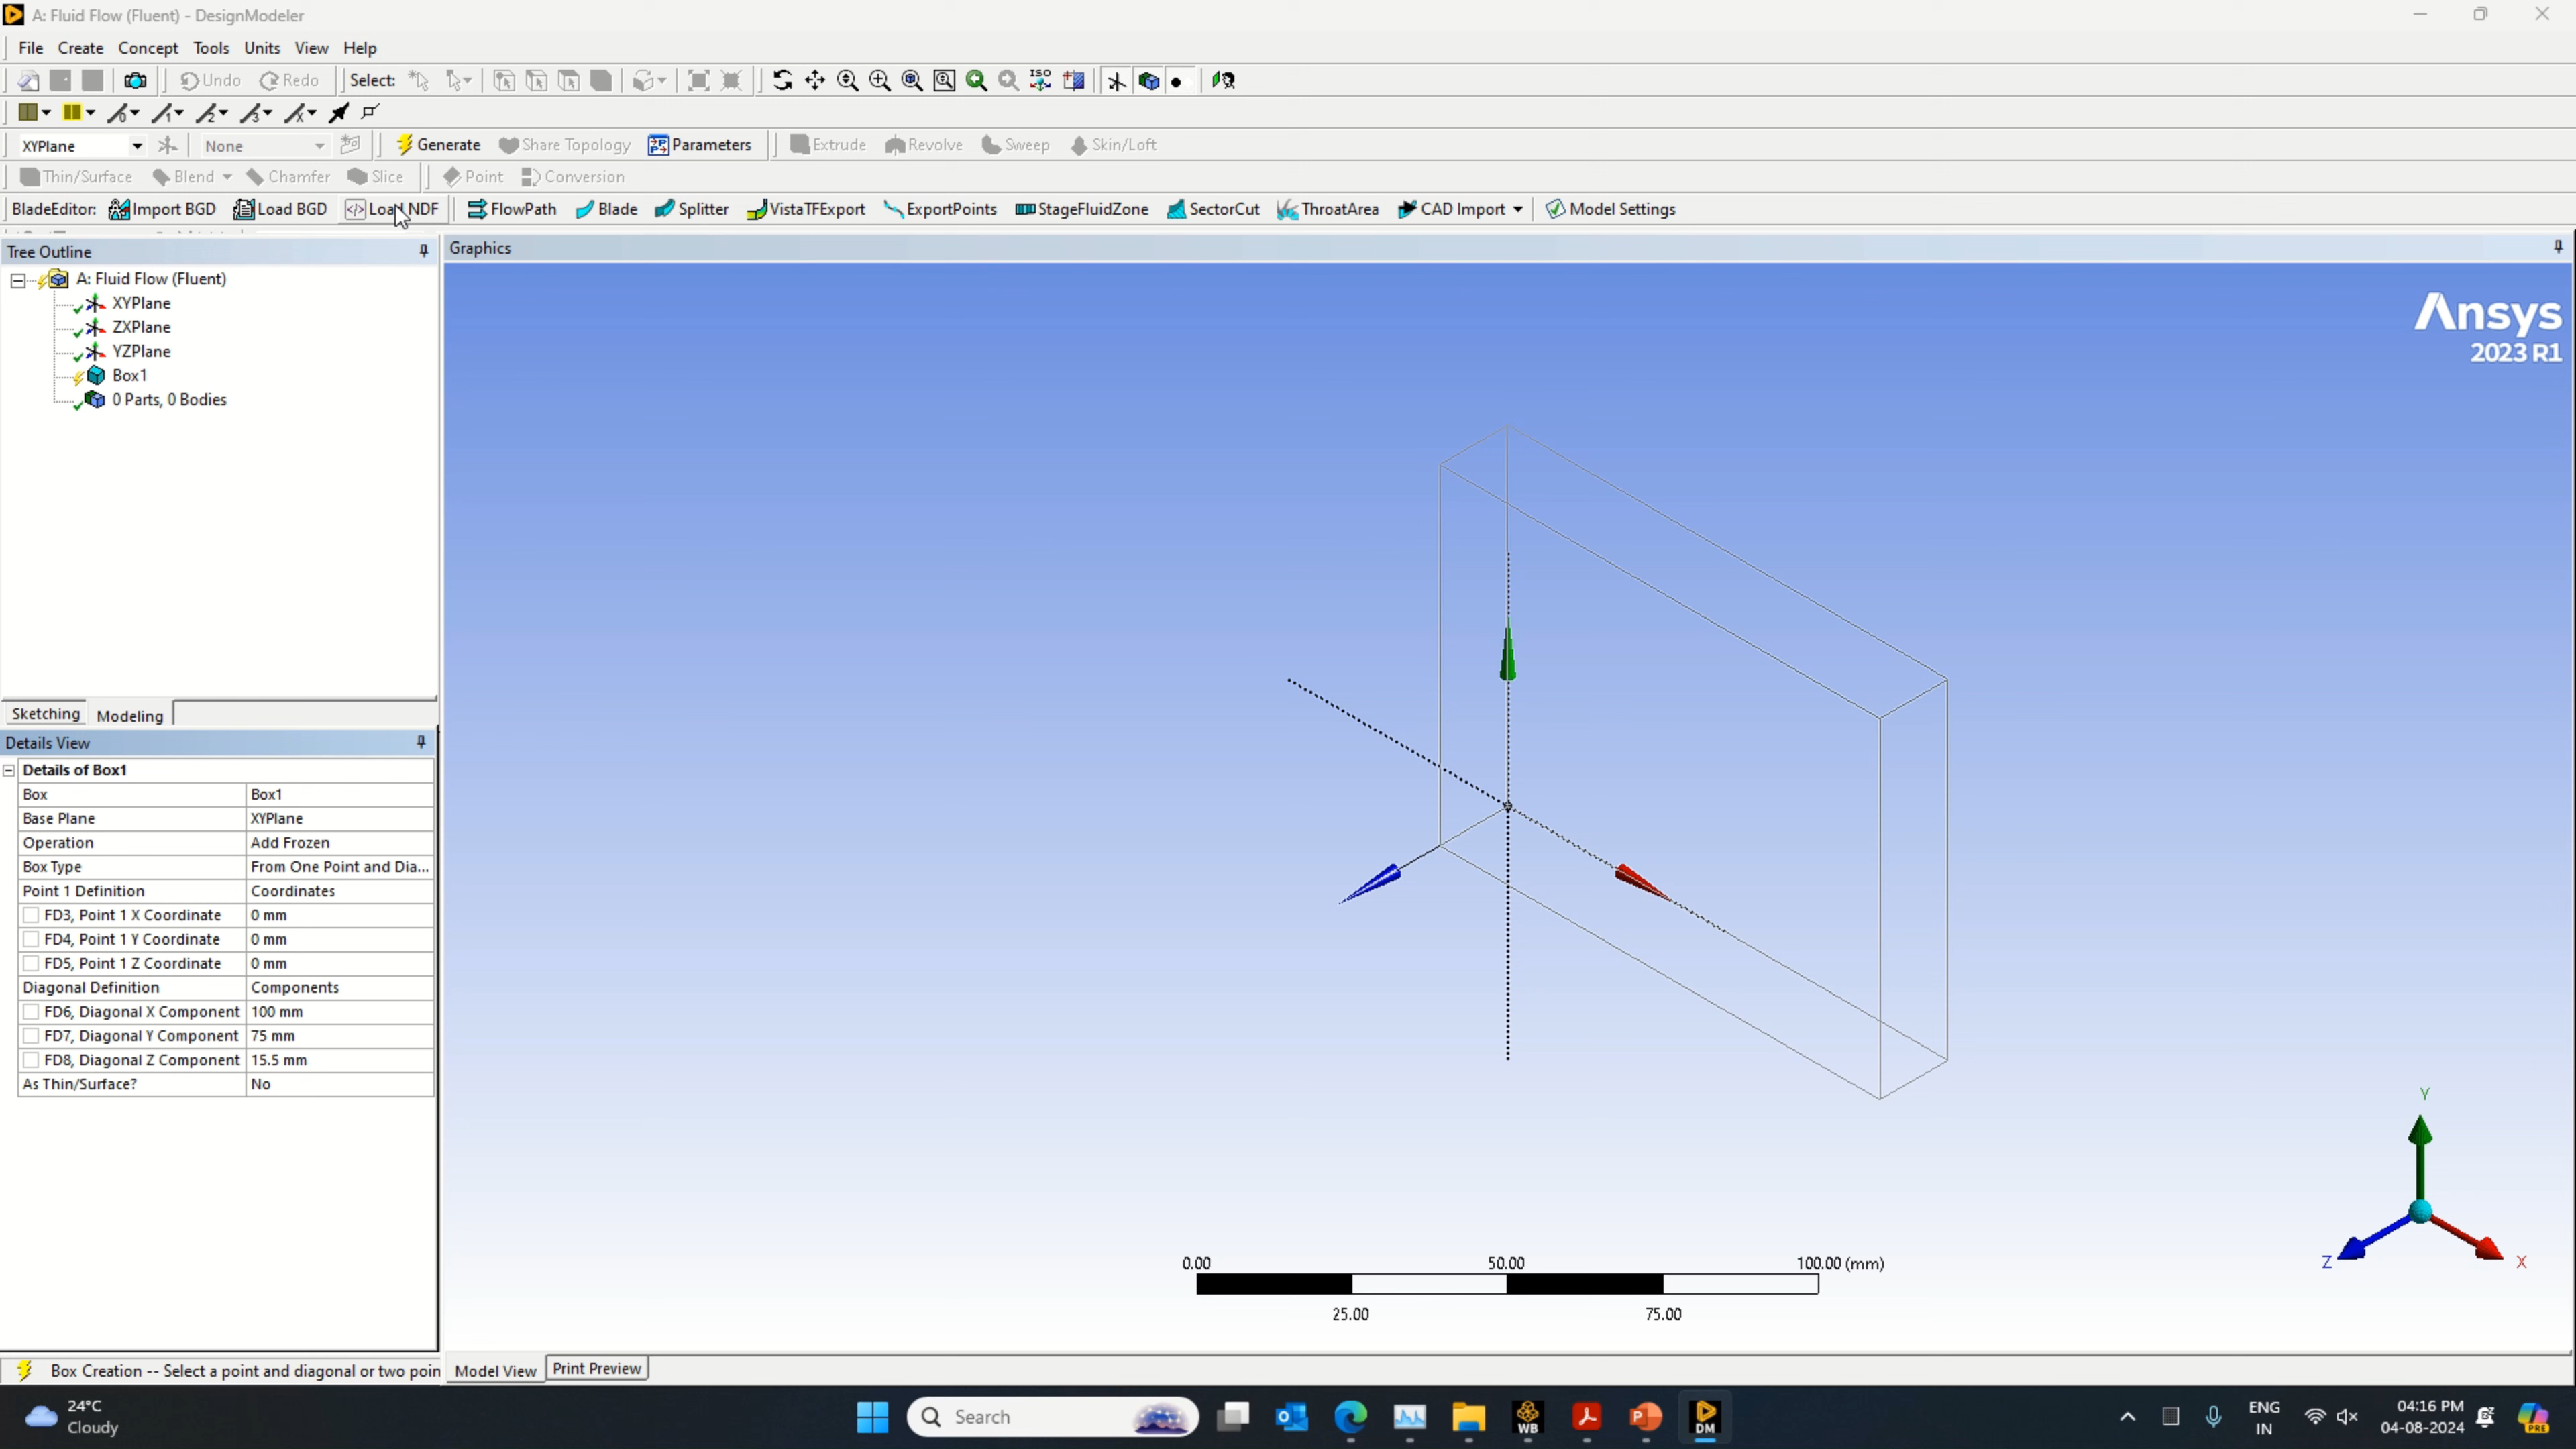 A: Fluid Flow (Fluent) - DesignModeler
File Create Concept Tools Units View Help
Undo Redo Select: ISO
XYPlane None Generate Share Topology Parameters Extrude Revolve Sweep Skin/Loft
Thin/Surface Blend Chamfer Slice Point Conversion
BladeEditor: Import BGD Load BGD Load NDF FlowPath Blade Splitter VistaTFExport ExportPoints StageFluidZone SectorCut ThroatArea CAD Import Model Settings
Tree Outline
A: Fluid Flow (Fluent)
XYPlane
ZXPlane
YZPlane
Box1
0 Parts, 0 Bodies
Sketching Modeling
Details View
Details of Box1
Box Box1
Base Plane XYPlane
Operation Add Frozen
Box Type From One Point and Dia...
Point 1 Definition Coordinates
FD3, Point 1 X Coordinate 0 mm
FD4, Point 1 Y Coordinate 0 mm
FD5, Point 1 Z Coordinate 0 mm
Diagonal Definition Components
FD6, Diagonal X Component 100 mm
FD7, Diagonal Y Component 75 mm
FD8, Diagonal Z Component 15.5 mm
As Thin/Surface? No
Graphics
Ansys
2023 R1
Y
Z X
0.00 50.00 100.00 (mm)
25.00 75.00
Box Creation -- Select a point and diagonal or two poin
Model View Print Preview
24°C
Cloudy
Search
WB
DM
ENG
IN
04:16 PM
04-08-2024
PRE